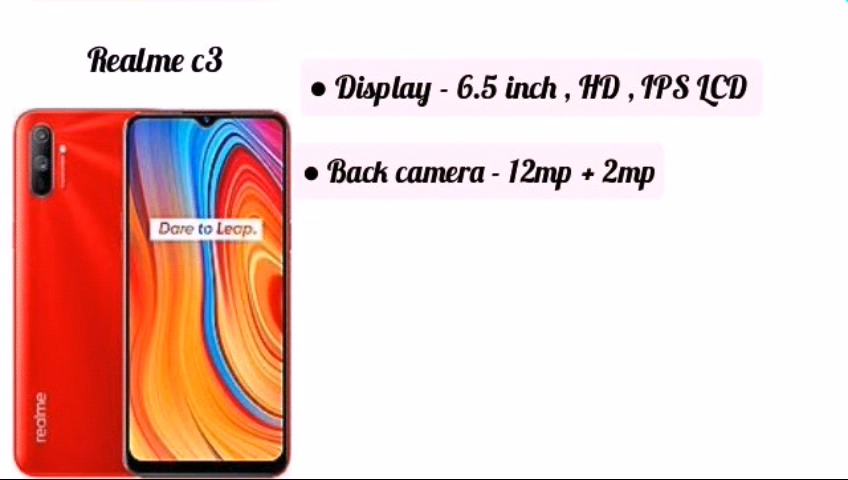 Realme c3
• Display - 6.5 inch , HD , IPS LCD
• Back camera - 12mp + 2mp
Dare to Leap.
realme